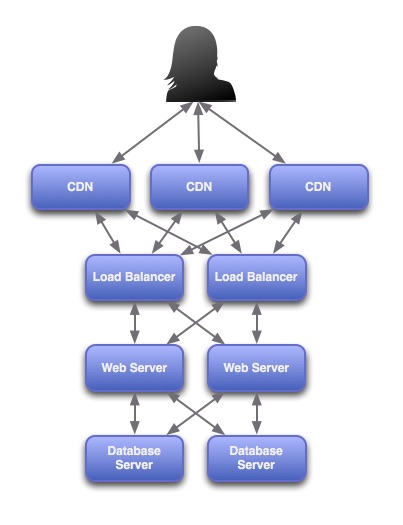 CDN
CDN
CDN
Load Balancer
Load Balancer
Web Server
Web Server
Database
Server
Database
Server